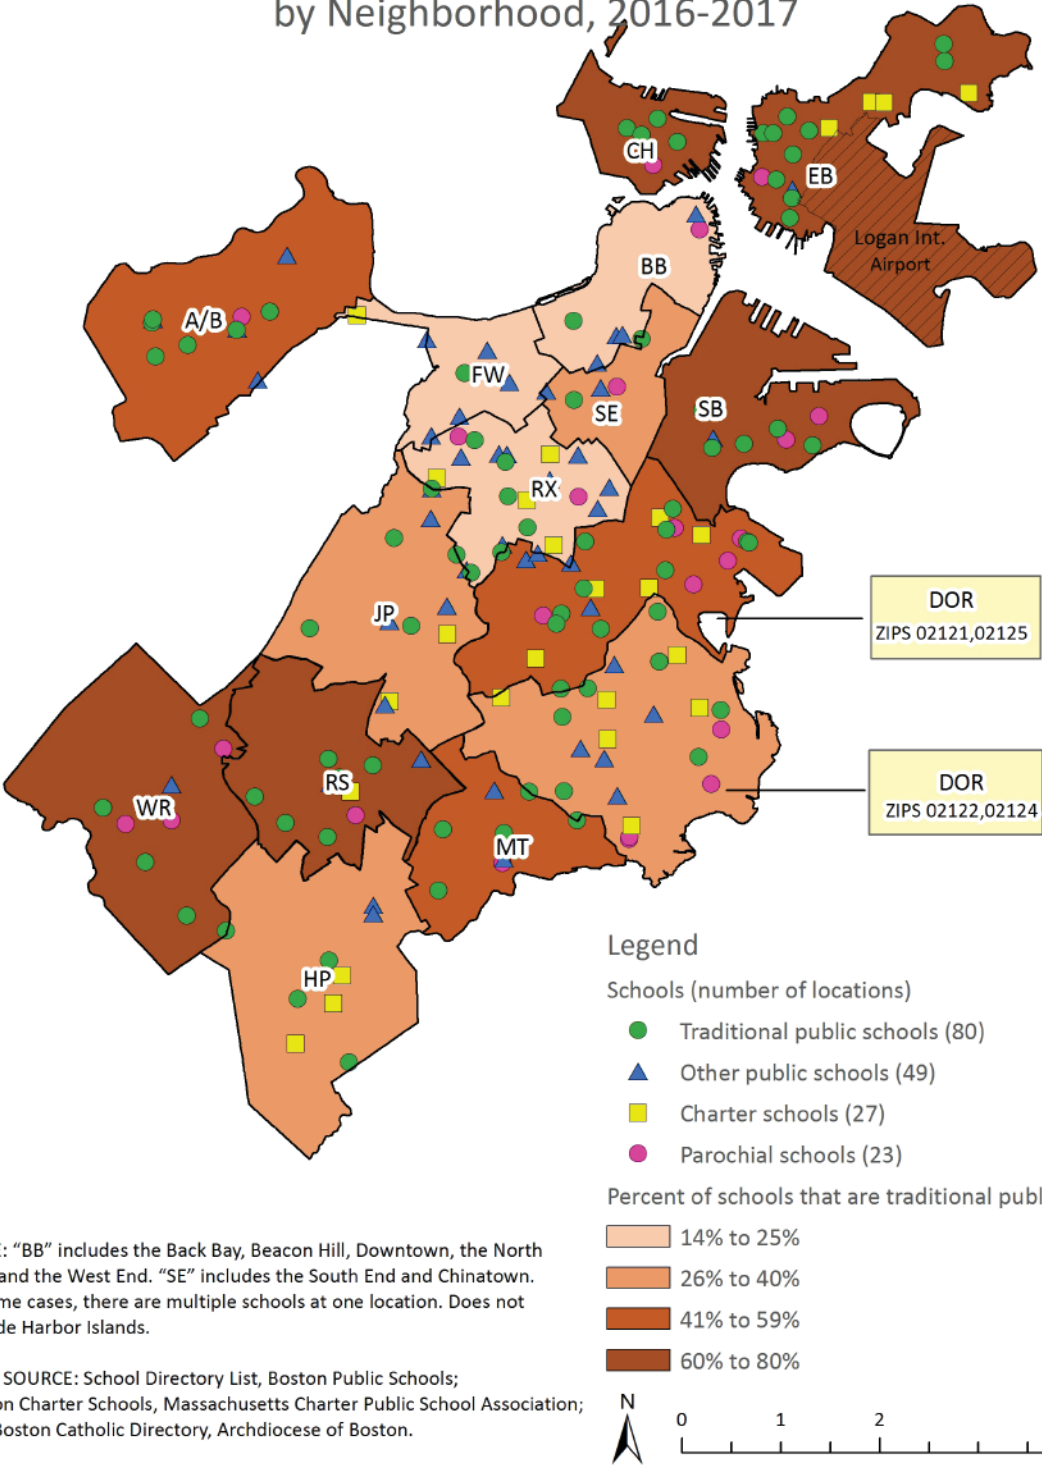 by Neighborhood, 2016-2017
CH
EB
Logan Int.
Airport
BB
A/B
FW
SE
SB
RX
DOR
ZIPS 02121,02125
JP
DOR
ZIPS 02122,02124
RS
WR
MT
HP
Legend
Schools (number of locations)
Traditional public schools (80)
Other public schools (49)
Charter schools (27)
Parochial schools (23)
Percent of schools that are traditional publ
14% to 25%
26% to 40%
41% to 59%
60% to 80%
: “BB” includes the Back Bay, Beacon Hill, Downtown, the North
and the West End. “SE” includes the South End and Chinatown.
me cases, there are multiple schools at one location. Does not
de Harbor Islands.
SOURCE: School Directory List, Boston Public Schools;
on Charter Schools, Massachusetts Charter Public School Association;
Boston Catholic Directory, Archdiocese of Boston.
N
0 1 2